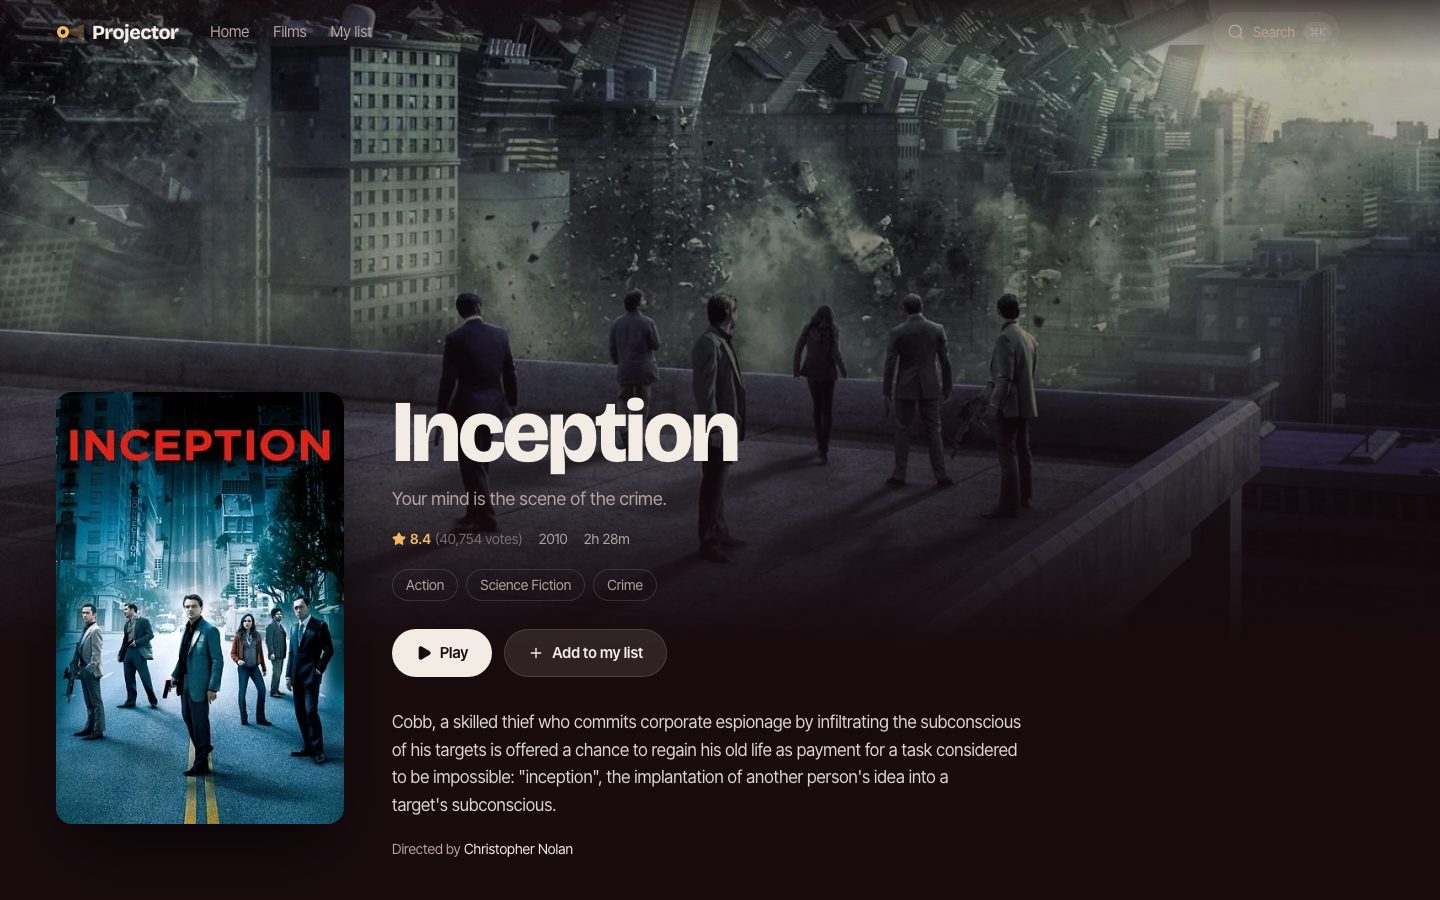 Projector
Home
Films
My list
Search
⌘K
INCEPTION
Inception
Your mind is the scene of the crime.
8.4 (40,754 votes) 2010 2h 28m
Action
Science Fiction
Crime
Play
Add to my list
Cobb, a skilled thief who commits corporate espionage by infiltrating the subconscious
of his targets is offered a chance to regain his old life as payment for a task considered
to be impossible: "inception", the implantation of another person's idea into a
target's subconscious.
Directed by Christopher Nolan